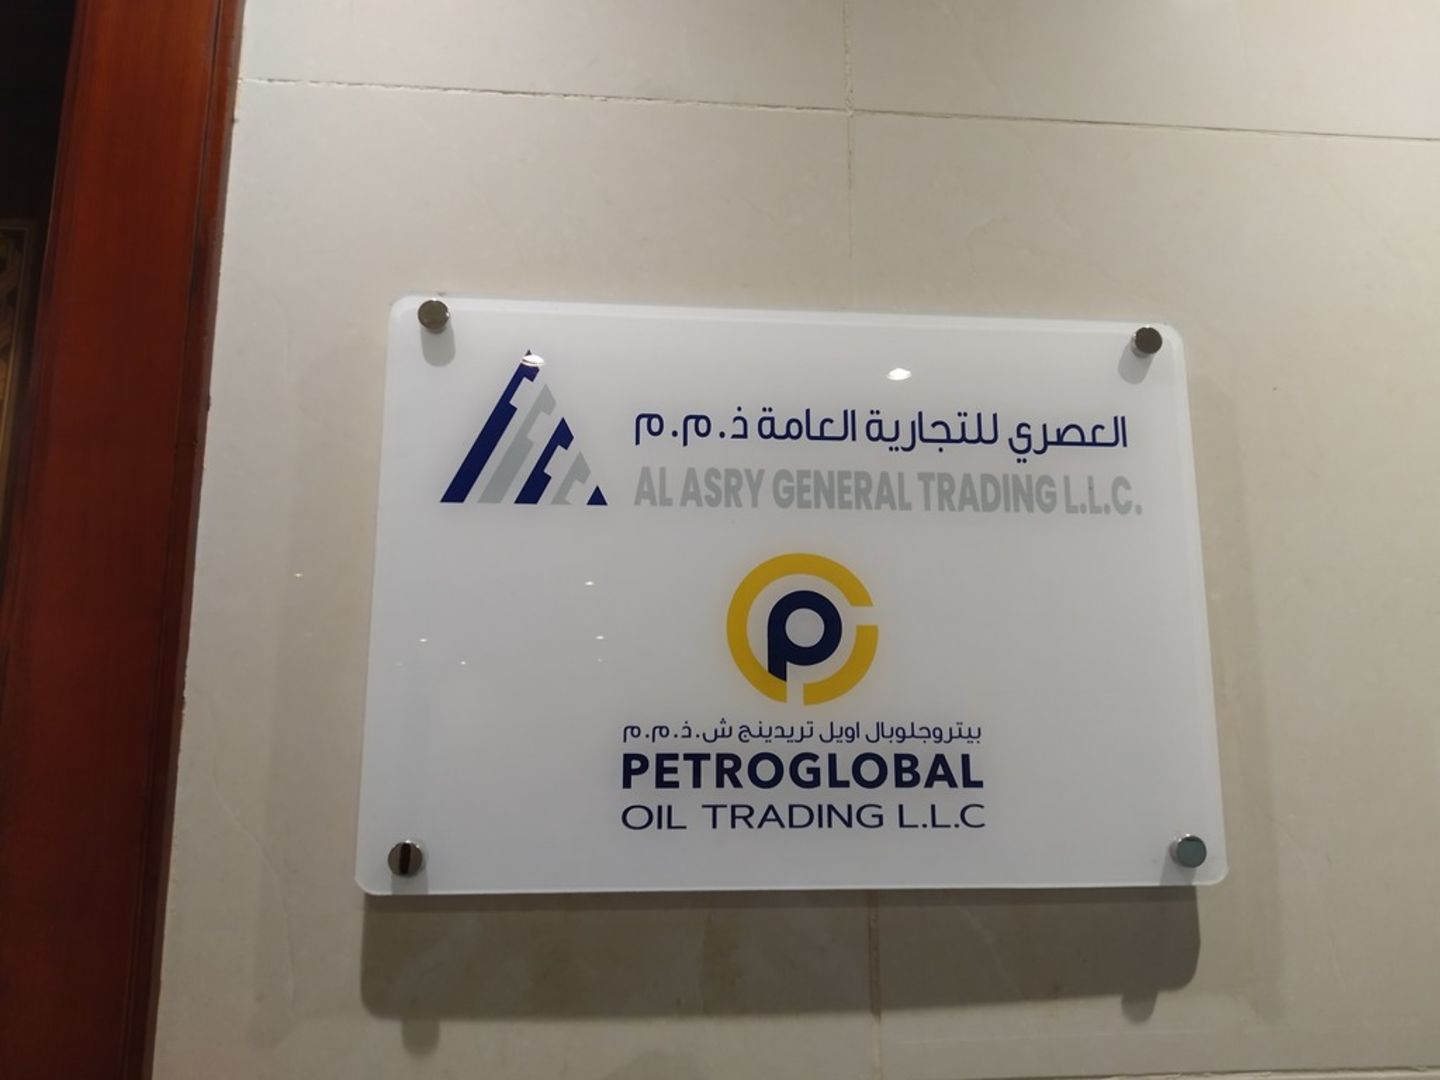 العصري للتجارية العامة ذ.م.م
AL ASRY GENERAL TRADING L.L.C.
بيتروجلوبال اويل تريدينج ش.ذ.م.م
PETROGLOBAL
OIL TRADING L.L.C